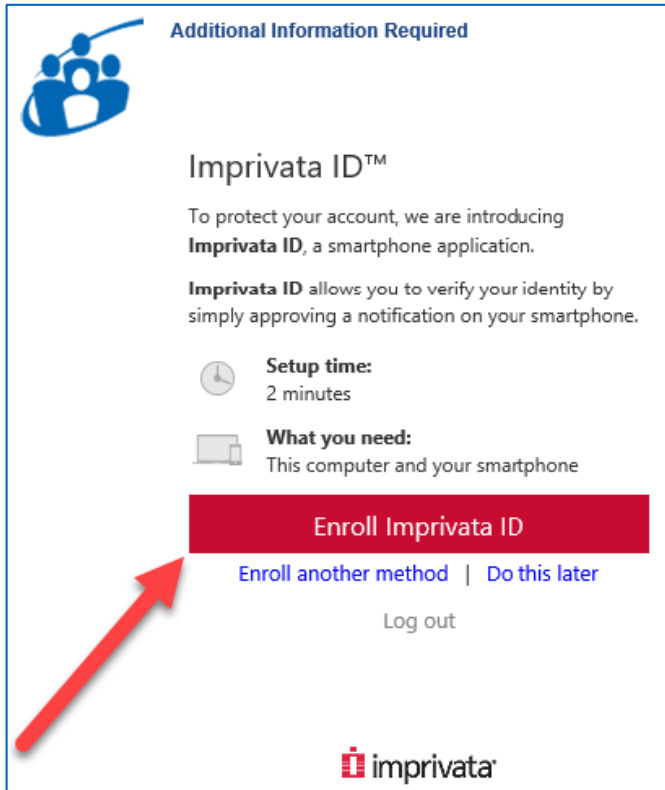 Additional Information Required
Imprivata ID™
To protect your account, we are introducing
Imprivata ID, a smartphone application.
Imprivata ID allows you to verify your identity by
simply approving a notification on your smartphone.
Setup time:
2 minutes
What you need:
This computer and your smartphone
Enroll Imprivata ID
Enroll another method | Do this later
Log out
imprivata